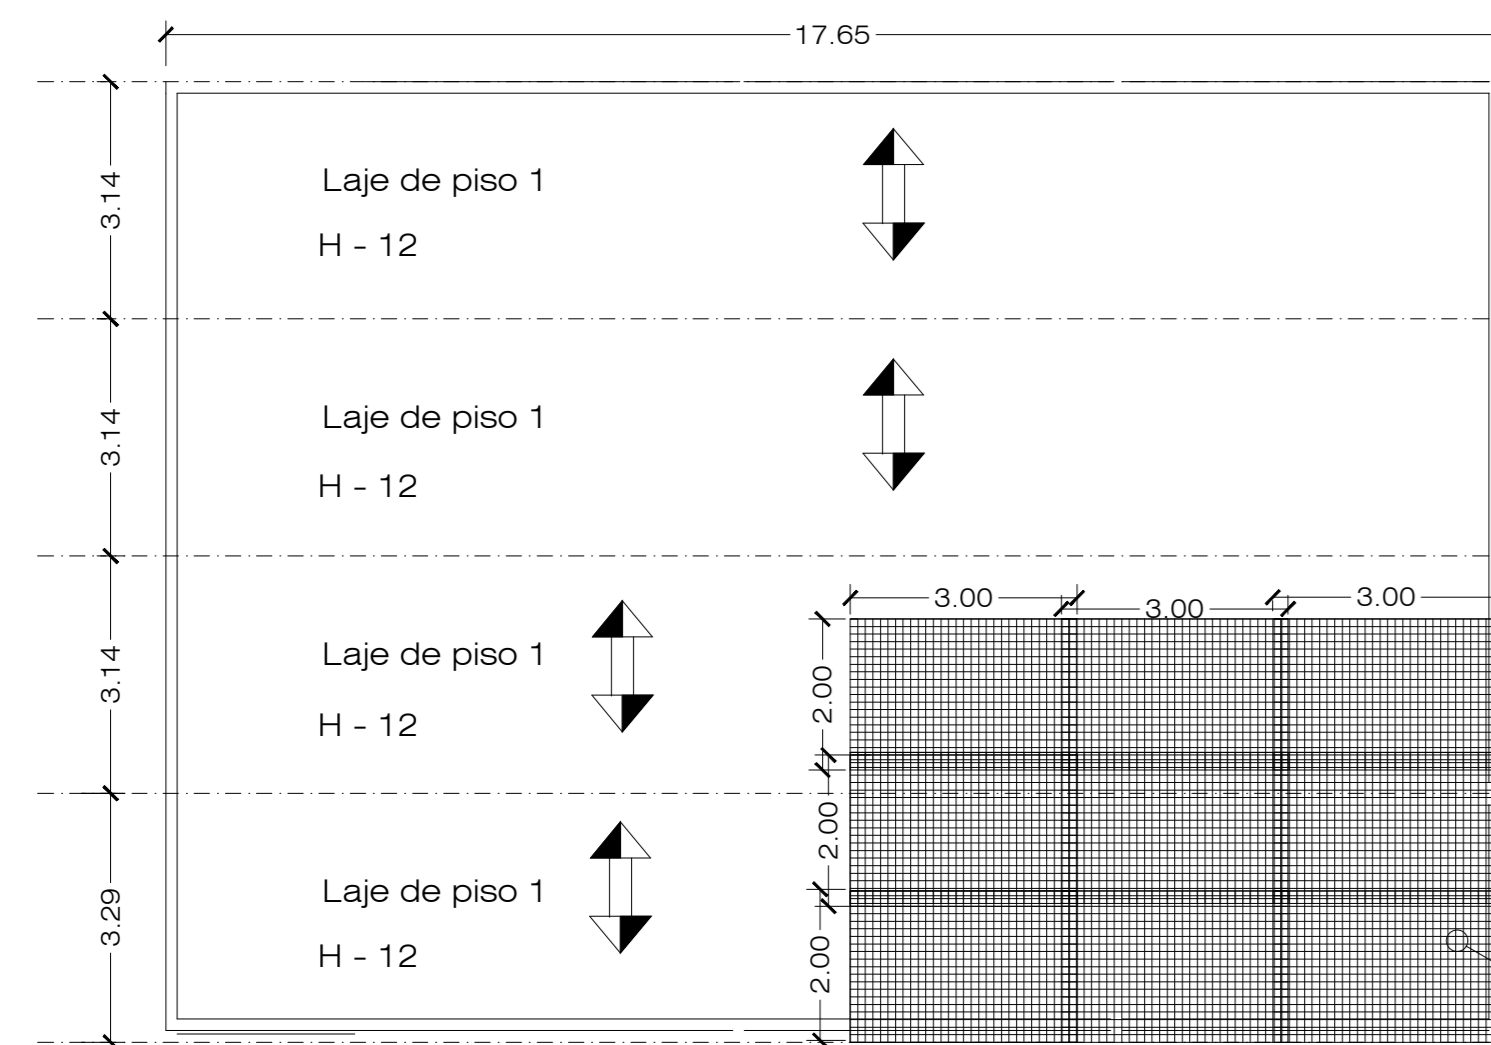 17.65
3.14
Laje de piso 1
H - 12
3.14
Laje de piso 1
H - 12
3.14
Laje de piso 1
H - 12
3.00
3.00
3.00
2.00
2.00
3.29
Laje de piso 1
H - 12
2.00